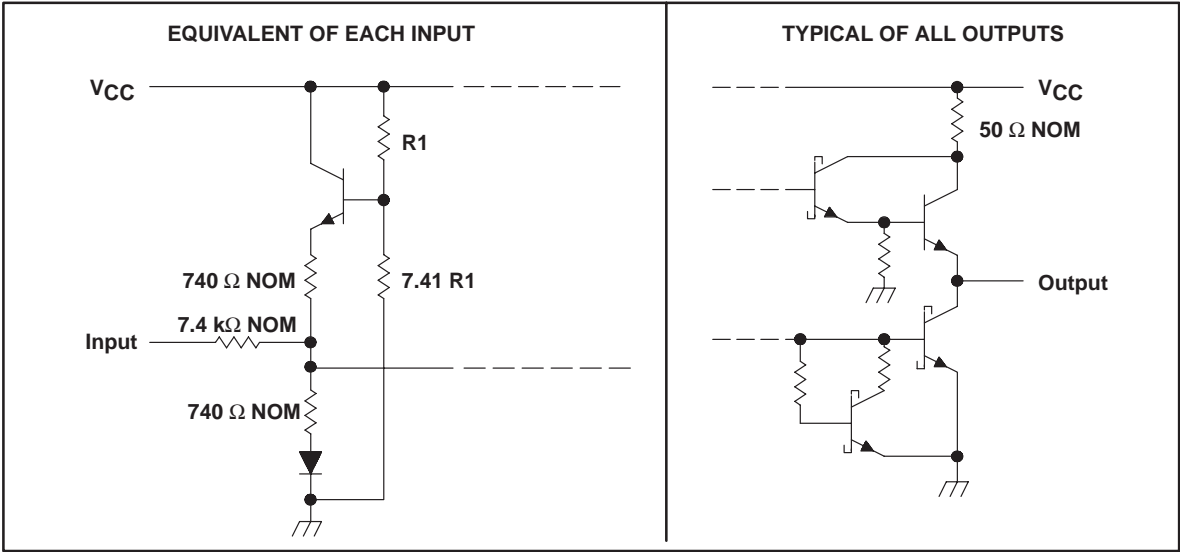 EQUIVALENT OF EACH INPUT
VCC
R1
740 Ω NOM
7.41 R1
7.4 kΩ NOM
Input
740 Ω NOM
TYPICAL OF ALL OUTPUTS
VCC
50 Ω NOM
Output